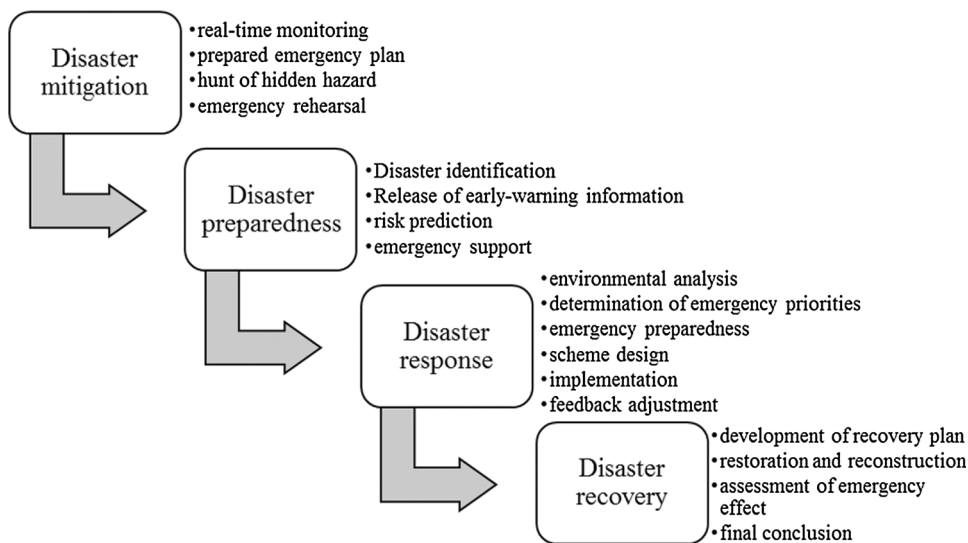 Disaster
mitigation
•real-time monitoring
•prepared emergency plan
•hunt of hidden hazard
•emergency rehearsal
Disaster
preparedness
•Disaster identification
•Release of early-warning information
•risk prediction
•emergency support
Disaster
response
•environmental analysis
•determination of emergency priorities
•emergency preparedness
•scheme design
•implementation
•feedback adjustment
Disaster
recovery
•development of recovery plan
•restoration and reconstruction
•assessment of emergency
effect
•final conclusion